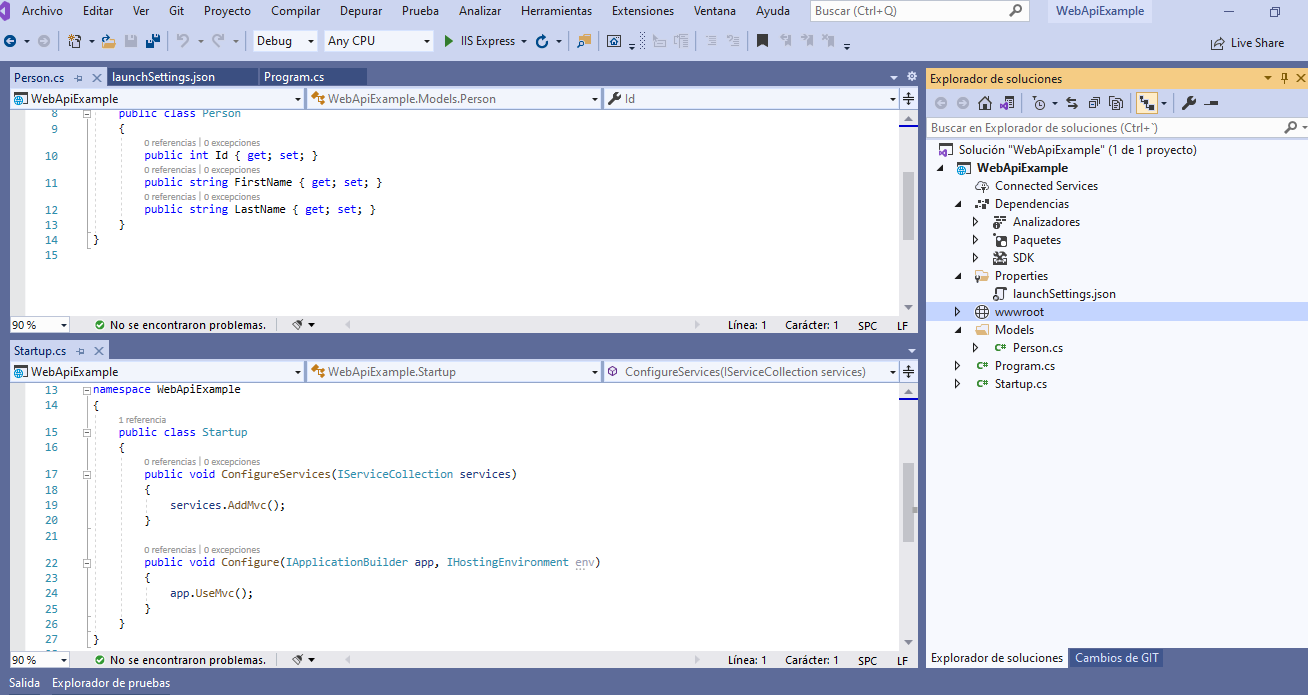 Archivo Editar Ver Git Proyecto Compilar Depurar Prueba Analizar Herramientas Extensiones Ventana Ayuda Buscar (Ctrl+Q) WebApiExample
Debug Any CPU IIS Express Live Share
Person.cs launchSettings.json Program.cs
WebApiExample WebApiExample.Models.Person Id
8 public class Person
9 {
0 referencias | 0 excepciones
10 public int Id { get; set; }
0 referencias | 0 excepciones
11 public string FirstName { get; set; }
0 referencias | 0 excepciones
12 public string LastName { get; set; }
13 }
14 }
15
90 % No se encontraron problemas. Línea: 1 Carácter: 1 SPC LF
Startup.cs
WebApiExample WebApiExample.Startup ConfigureServices(IServiceCollection services)
13 namespace WebApiExample
14 {
1 referencia
15 public class Startup
16 {
0 referencias | 0 excepciones
17 public void ConfigureServices(IServiceCollection services)
18 {
19 services.AddMvc();
20 }
21
0 referencias | 0 excepciones
22 public void Configure(IApplicationBuilder app, IHostingEnvironment env)
23 {
24 app.UseMvc();
25 }
26 }
27 }
90 % No se encontraron problemas. Línea: 1 Carácter: 1 SPC LF
Explorador de soluciones
Buscar en Explorador de soluciones (Ctrl+`)
Solución "WebApiExample" (1 de 1 proyecto)
WebApiExample
Connected Services
Dependencias
Analizadores
Paquetes
SDK
Properties
launchSettings.json
wwwroot
Models
C# Person.cs
C# Program.cs
C# Startup.cs
Explorador de soluciones Cambios de GIT
Salida Explorador de pruebas